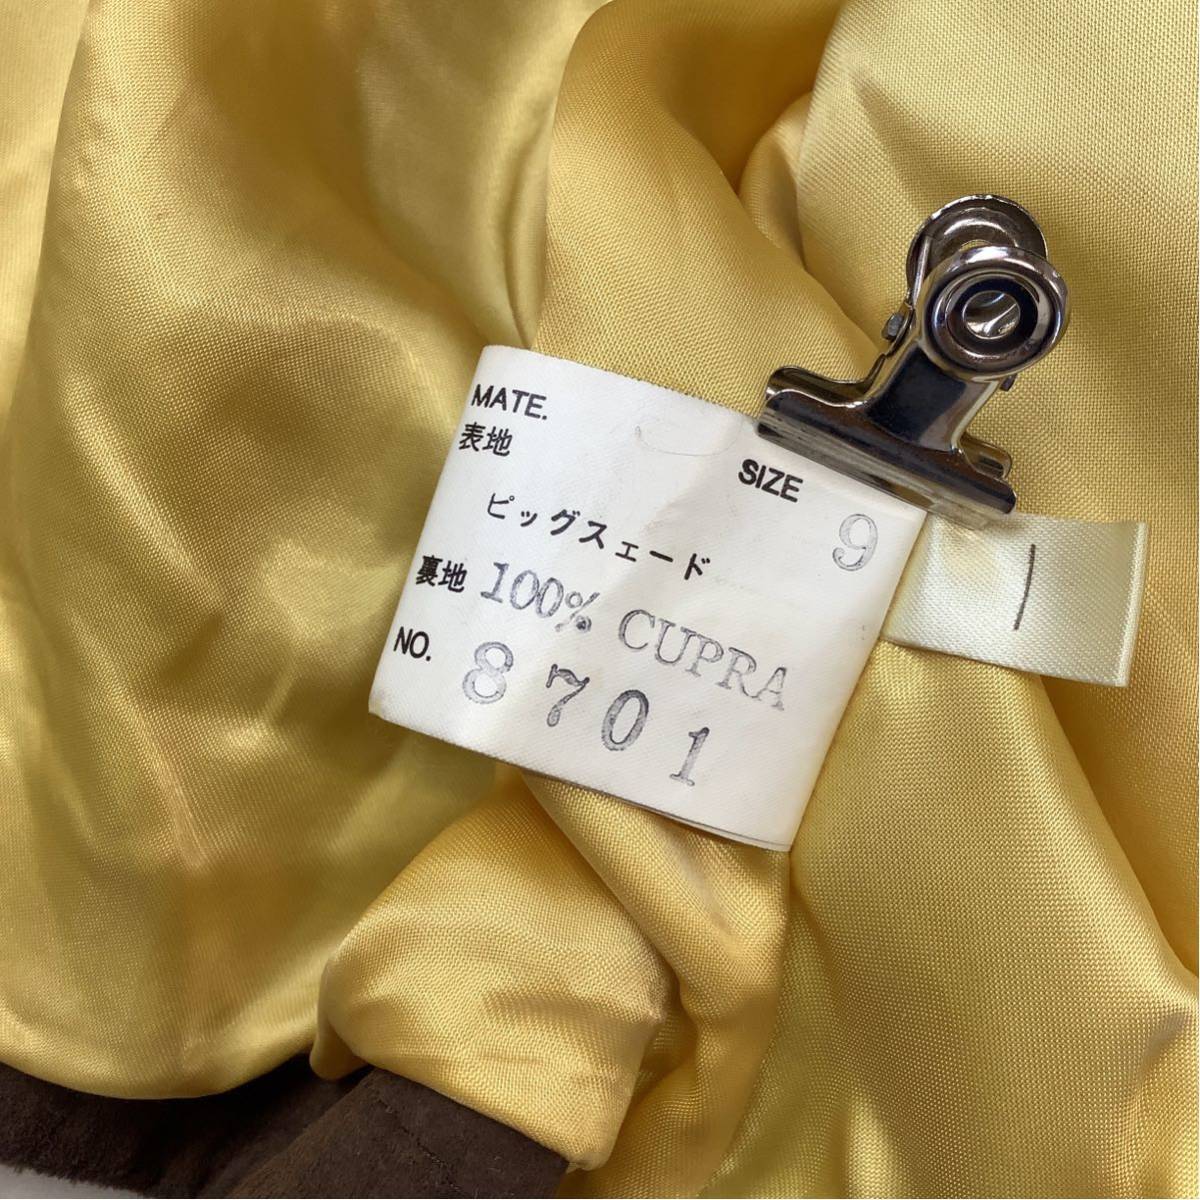 MATE.
表地
SIZE 9
ピッグスェード
裏地 100% CUPRA
NO. 8701